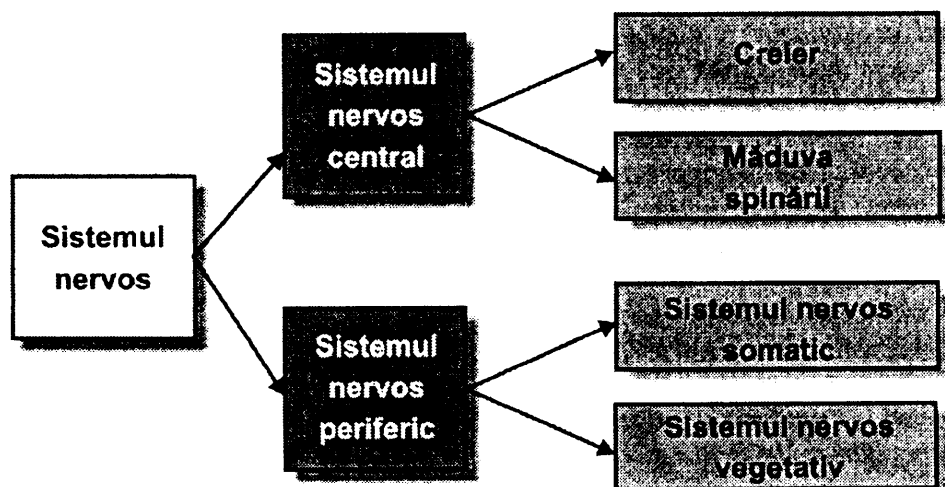 Sistemul
nervos
Sistemul
nervos
central
Sistemul
nervos
periferic
Creier
Măduva
spinării
Sistemul nervos
somatic
Sistemul nervos
vegetativ